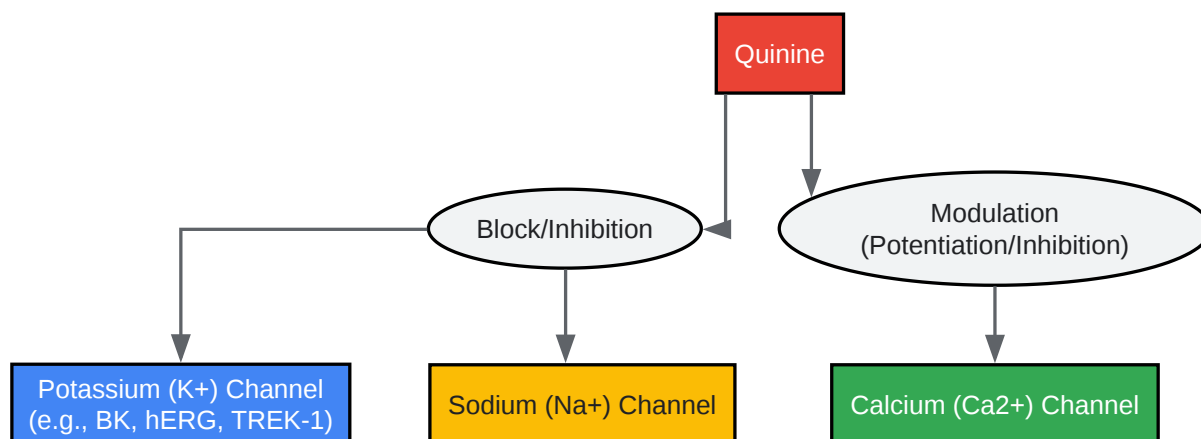 Quinine
Block/Inhibition
Modulation
(Potentiation/Inhibition)
Potassium (K+) Channel
(e.g., BK, hERG, TREK-1)
Sodium (Na+) Channel
Calcium (Ca2+) Channel